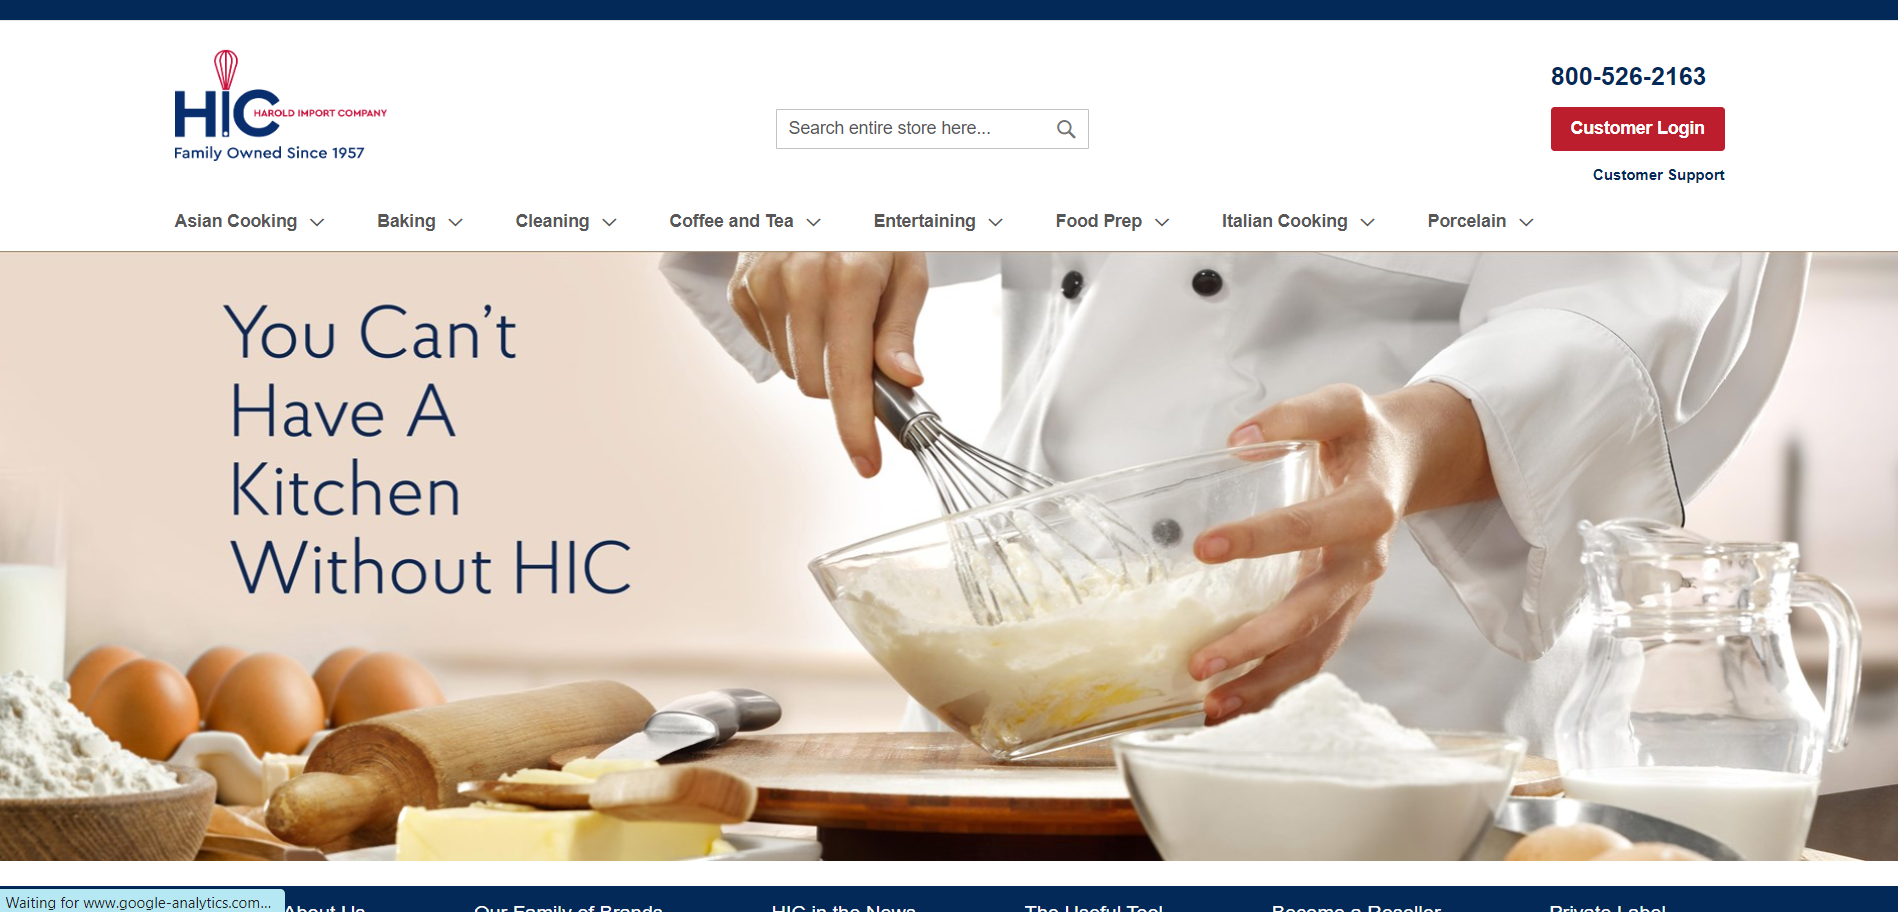 HIC HAROLD IMPORT COMPANY
Family Owned Since 1957
Search entire store here...
800-526-2163
Customer Login
Customer Support
Asian Cooking Baking Cleaning Coffee and Tea Entertaining Food Prep Italian Cooking Porcelain
You Can't
Have A
Kitchen
Without HIC
About Us Our Family of Brands HIC in the News The Useful Tool Become a Reseller Private Label
Waiting for www.google-analytics.com...